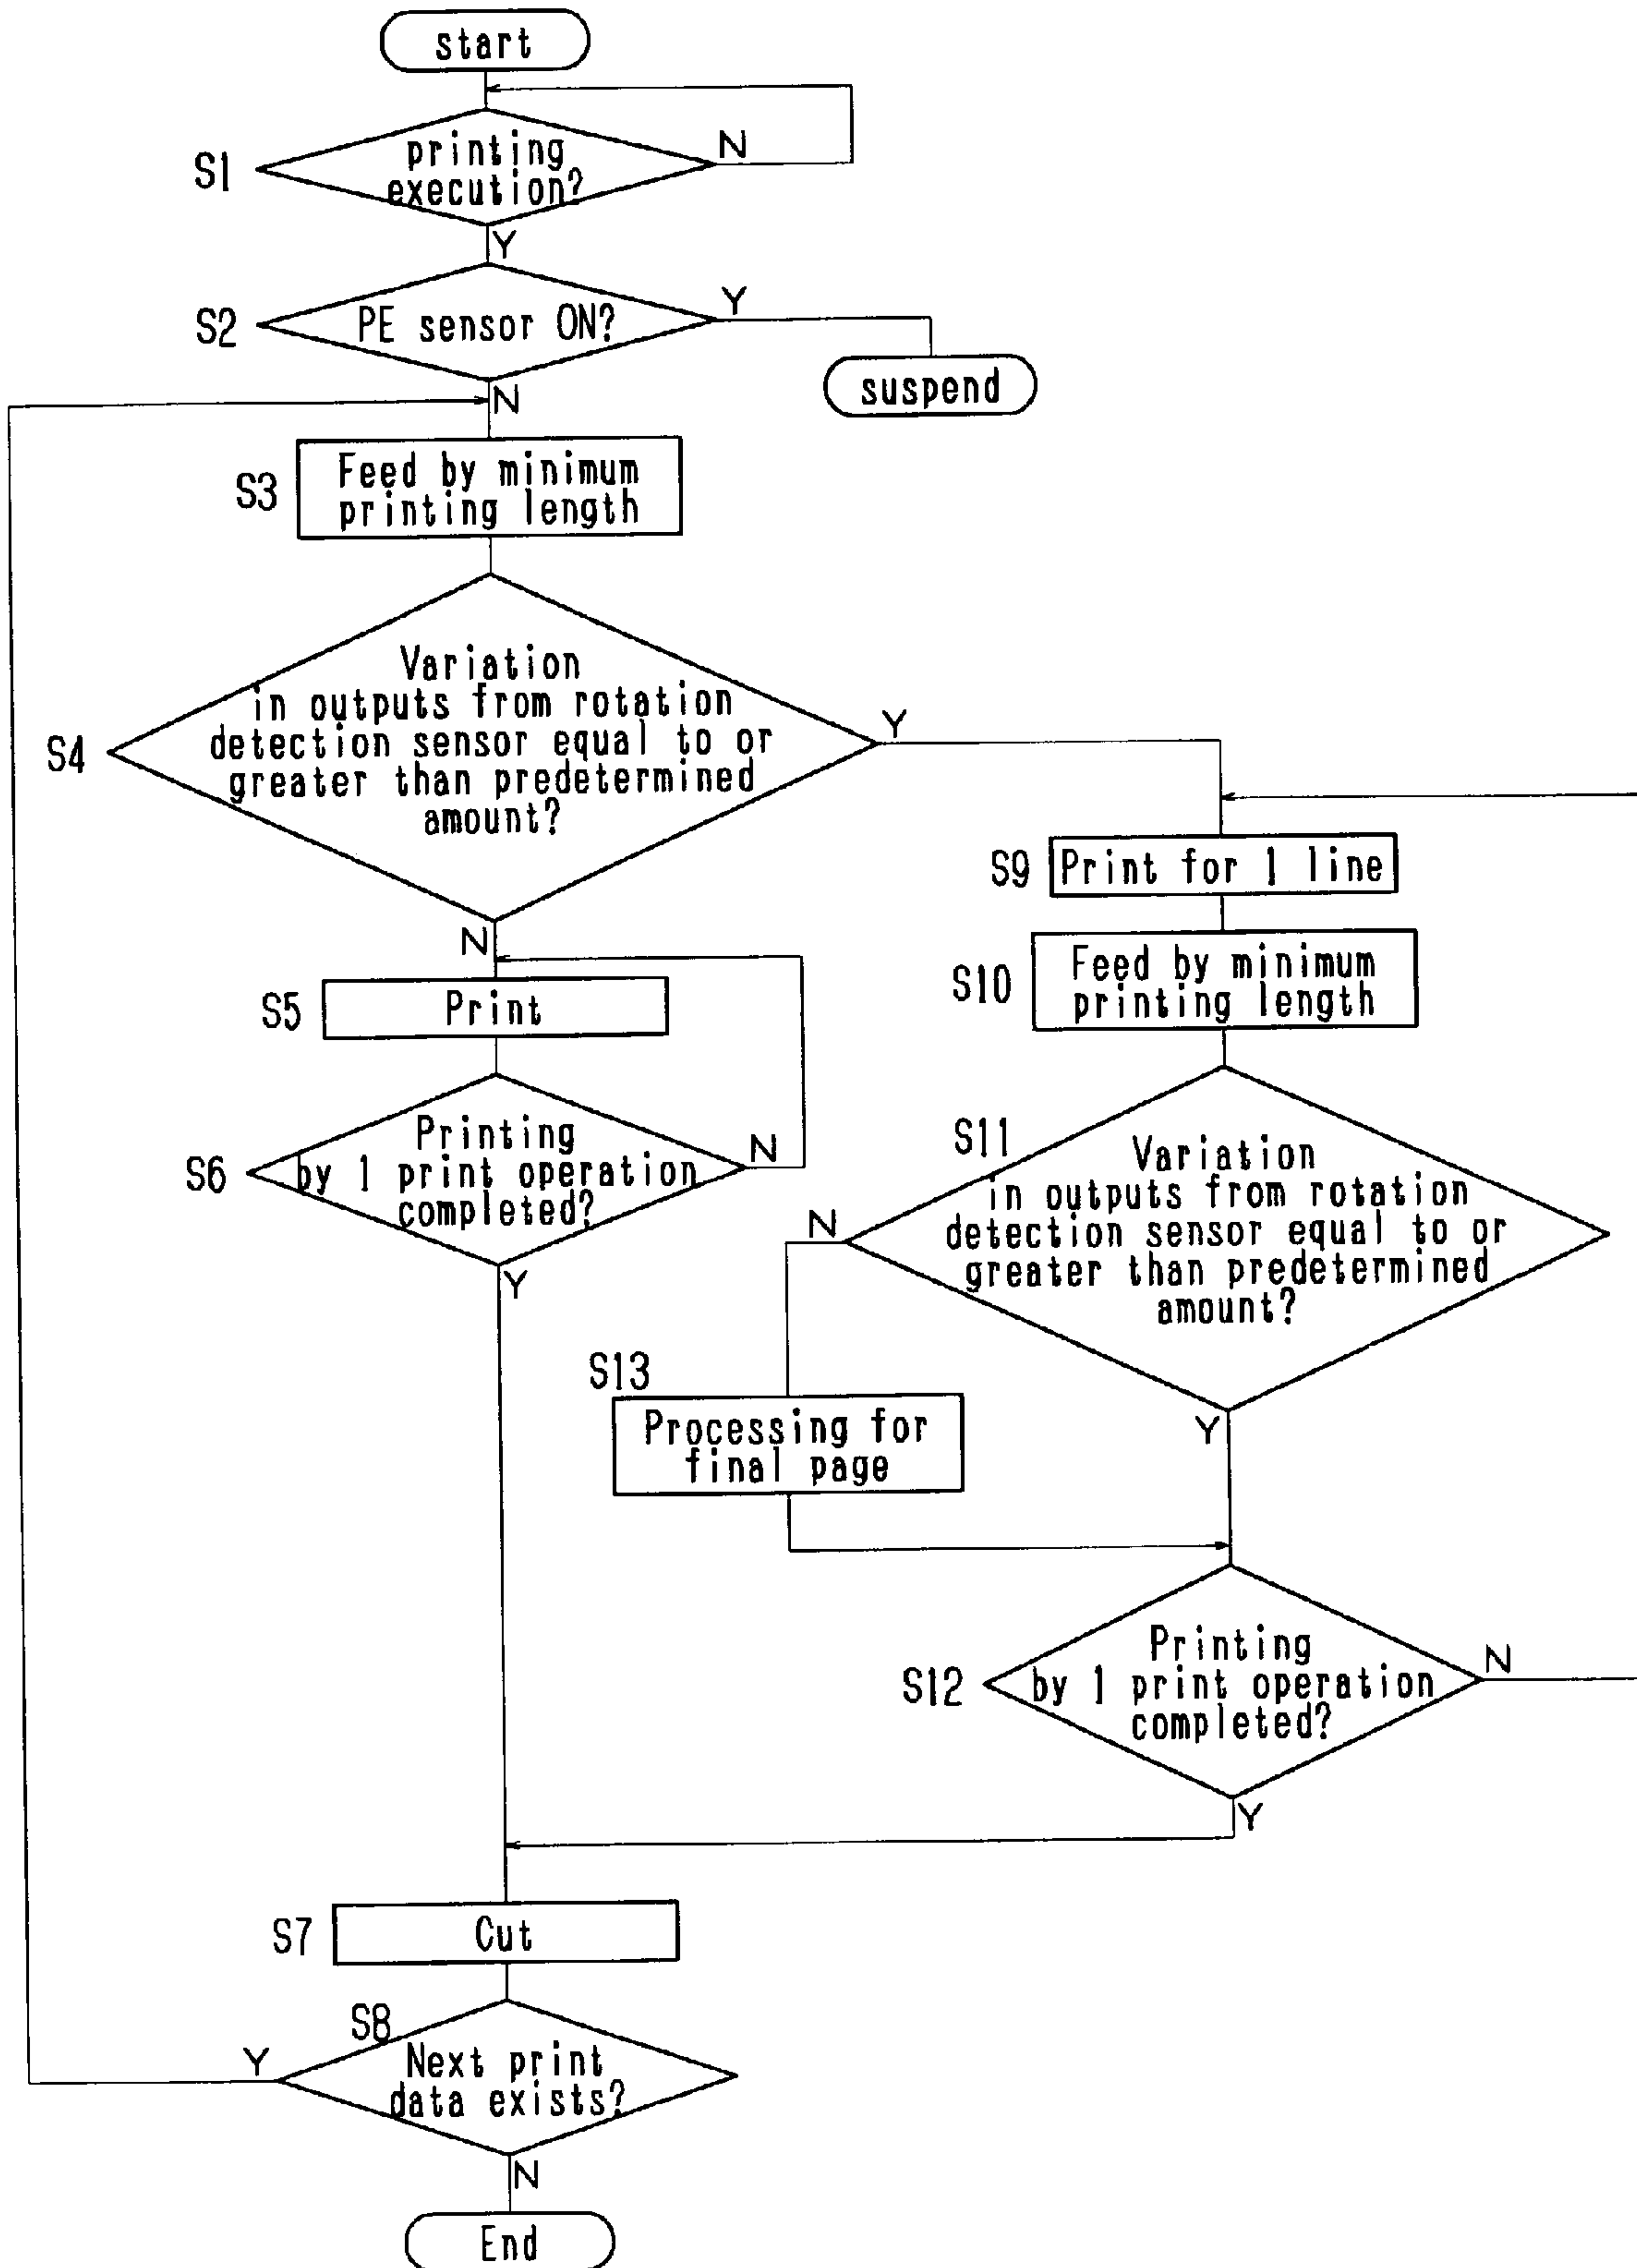 start
S1
printing
execution?
N
Y
S2
PE sensor ON?
Y
suspend
N
S3
Feed by minimum
printing length
S4
Variation
in outputs from rotation
detection sensor equal to or
greater than predetermined
amount?
Y
N
S5
Print
S6
Printing
by 1 print operation
completed?
N
Y
S9
Print for 1 line
S10
Feed by minimum
printing length
S11
Variation
in outputs from rotation
detection sensor equal to or
greater than predetermined
amount?
N
Y
S13
Processing for
final page
S12
Printing
by 1 print operation
completed?
N
Y
S7
Cut
S8
Next print
data exists?
Y
N
End